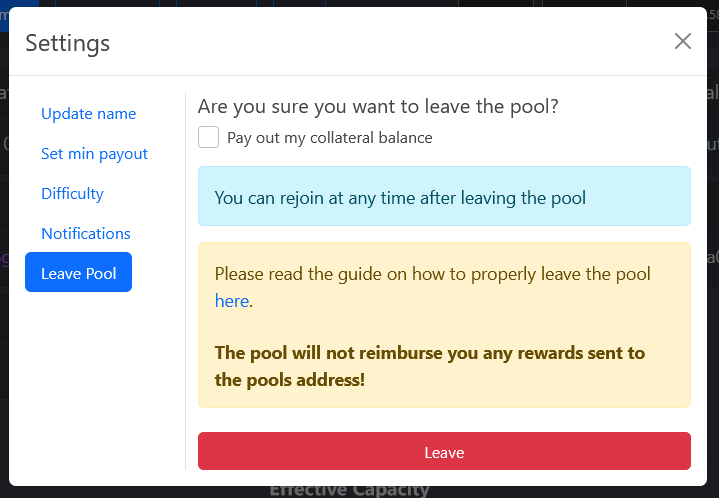 Settings
Update name
Set min payout
Difficulty
Notifications
Leave Pool
Are you sure you want to leave the pool?
Pay out my collateral balance
You can rejoin at any time after leaving the pool
Please read the guide on how to properly leave the pool
here.
The pool will not reimburse you any rewards sent to
the pools address!
Leave
Effective Capacity